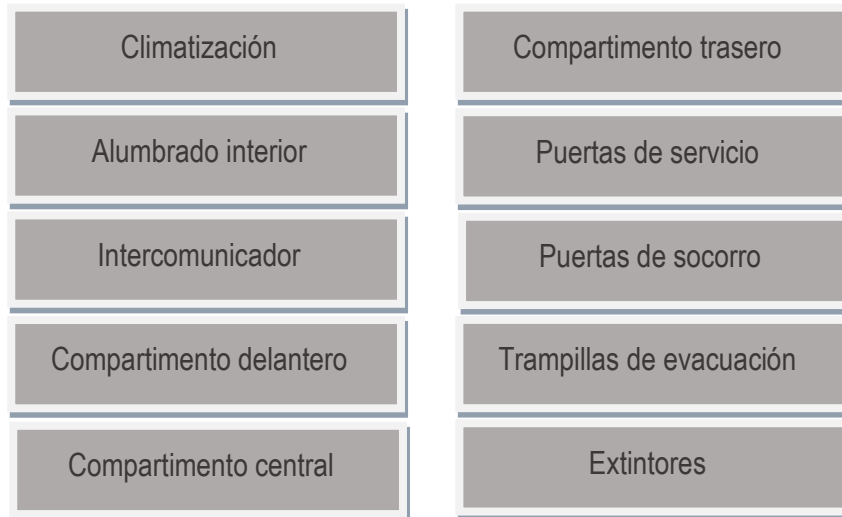 Climatización
Alumbrado interior
Intercomunicador
Compartimento delantero
Compartimento central
Compartimento trasero
Puertas de servicio
Puertas de socorro
Trampillas de evacuación
Extintores